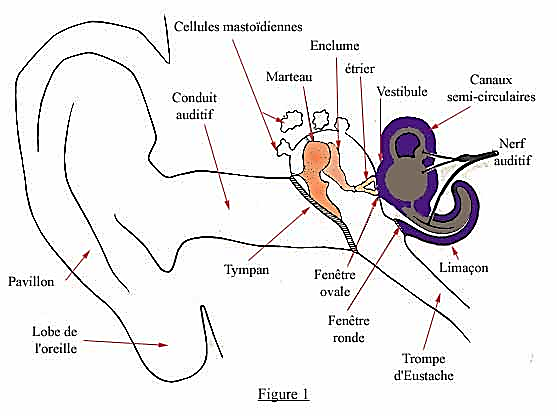 Cellules mastoïdiennes
Enclume
étrier
Marteau
Canaux
semi-circulaires
Vestibule
Conduit
auditif
Nerf
auditif
Tympan
Fenêtre
ovale
Limaçon
Pavillon
Fenêtre
ronde
Lobe de
l'oreille
Trompe
d'Eustache
Figure 1